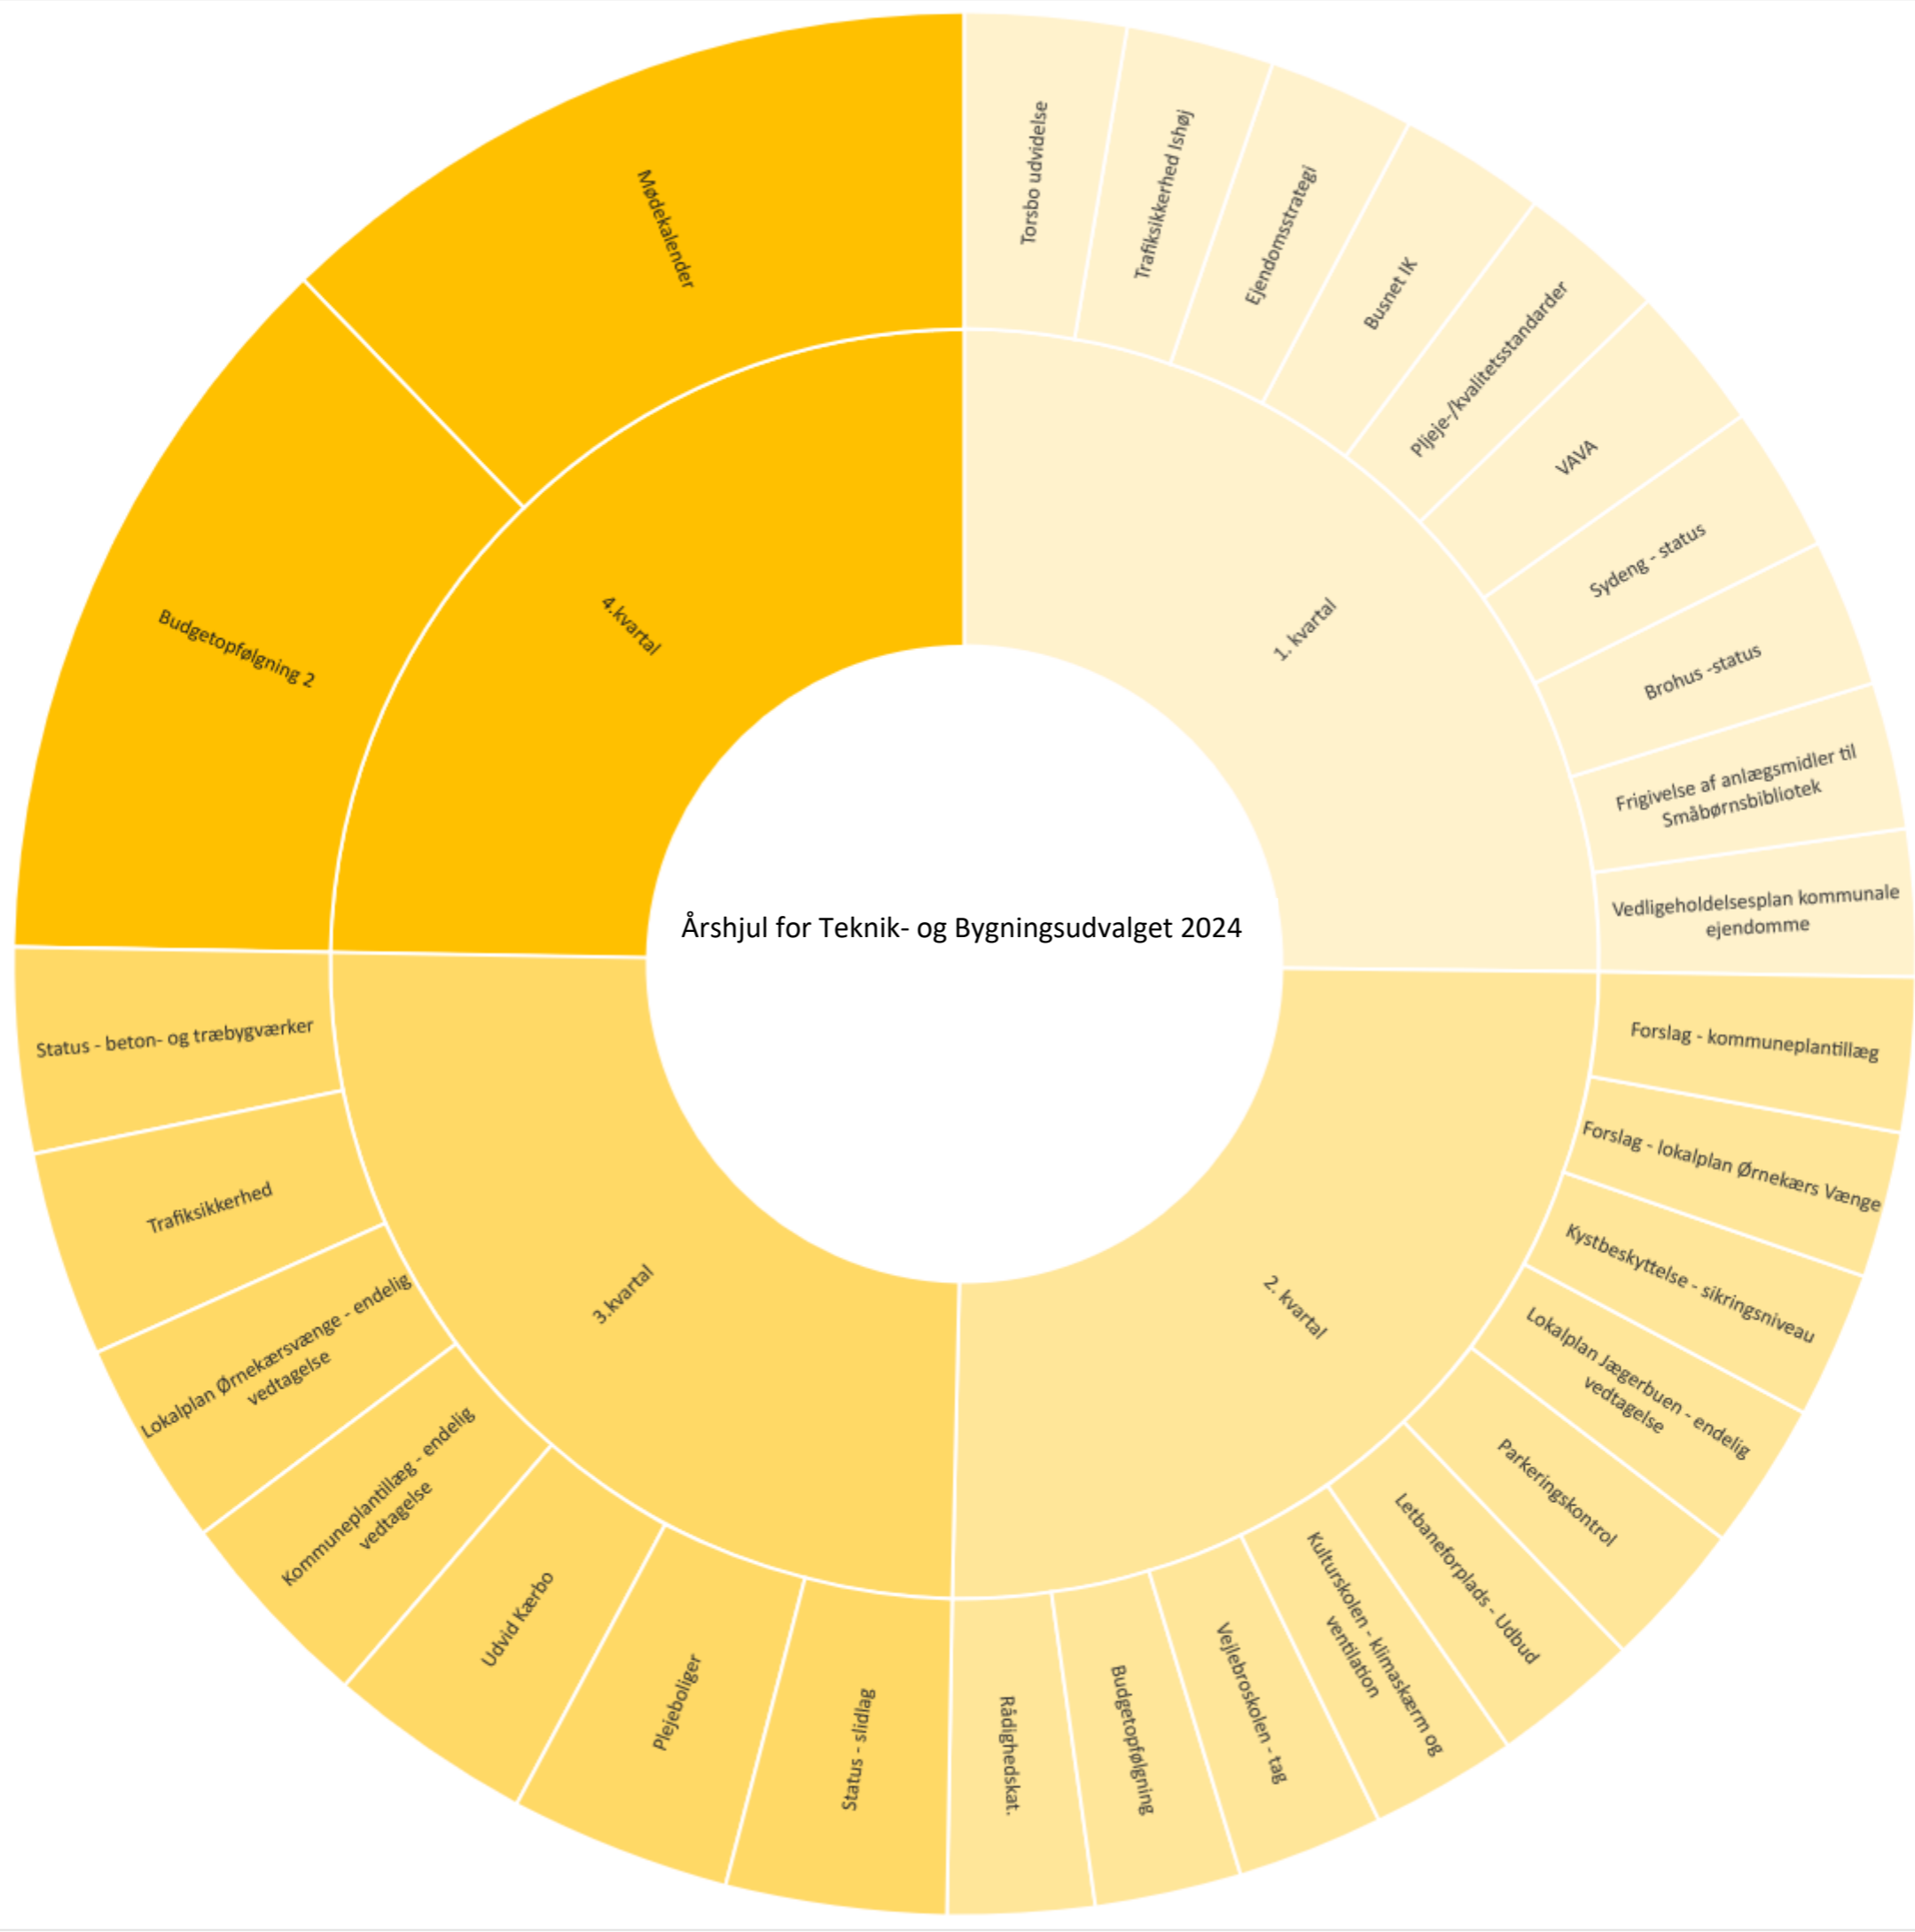 Årshjul for Teknik- og Bygningsudvalget 2024
1. kvartal
Torsbo udvidelse
Trafiksikkerhed Ishøj
Ejendomsstrategi
Busnet IK
Pljeje-/kvalitetsstandarder
VAVA
Sydeng - status
Brohus -status
Frigivelse af anlægsmidler til
Småbørnsbibliotek
Vedligeholdelsesplan kommunale
ejendomme
2. kvartal
Forslag - kommuneplantillæg
Forslag - lokalplan Ørnekærs Vænge
Kystbeskyttelse - sikringsniveau
Lokalplan Jægerbuen - endelig
vedtagelse
Parkeringskontrol
Letbaneforplads - Udbud
Kulturskolen - klimaskærm og
ventilation
Vejlebroskolen - tag
Budgetopfølgning
Rådighedskat.
3.kvartal
Status - slidlag
Plejeboliger
Udvid Kærbo
Kommuneplantillæg - endelig
vedtagelse
Lokalplan Ørnekærsvænge - endelig
vedtagelse
Trafiksikkerhed
Status - beton- og træbygværker
4.kvartal
Budgetopfølgning 2
Mødekalender